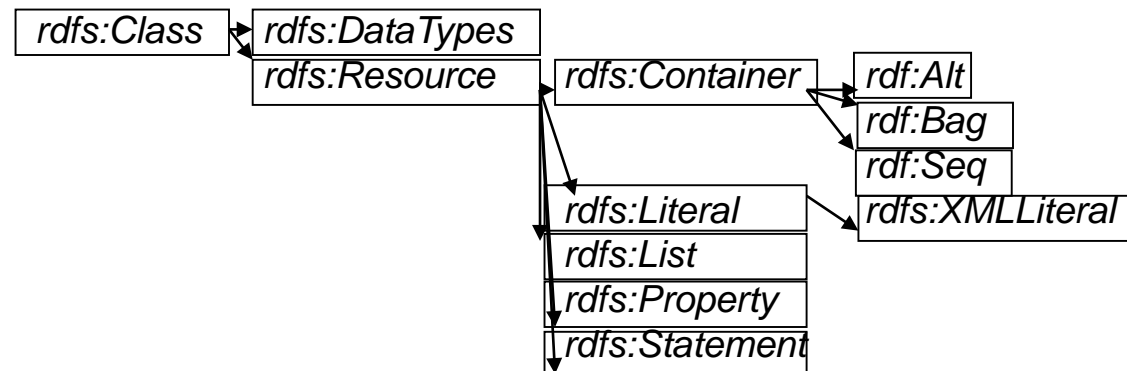 rdfs:Class
rdfs:DataTypes
rdfs:Resource
rdfs:Container
rdf:Alt
rdf:Bag
rdf:Seq
rdfs:Literal
rdfs:XMLLiteral
rdfs:List
rdfs:Property
rdfs:Statement